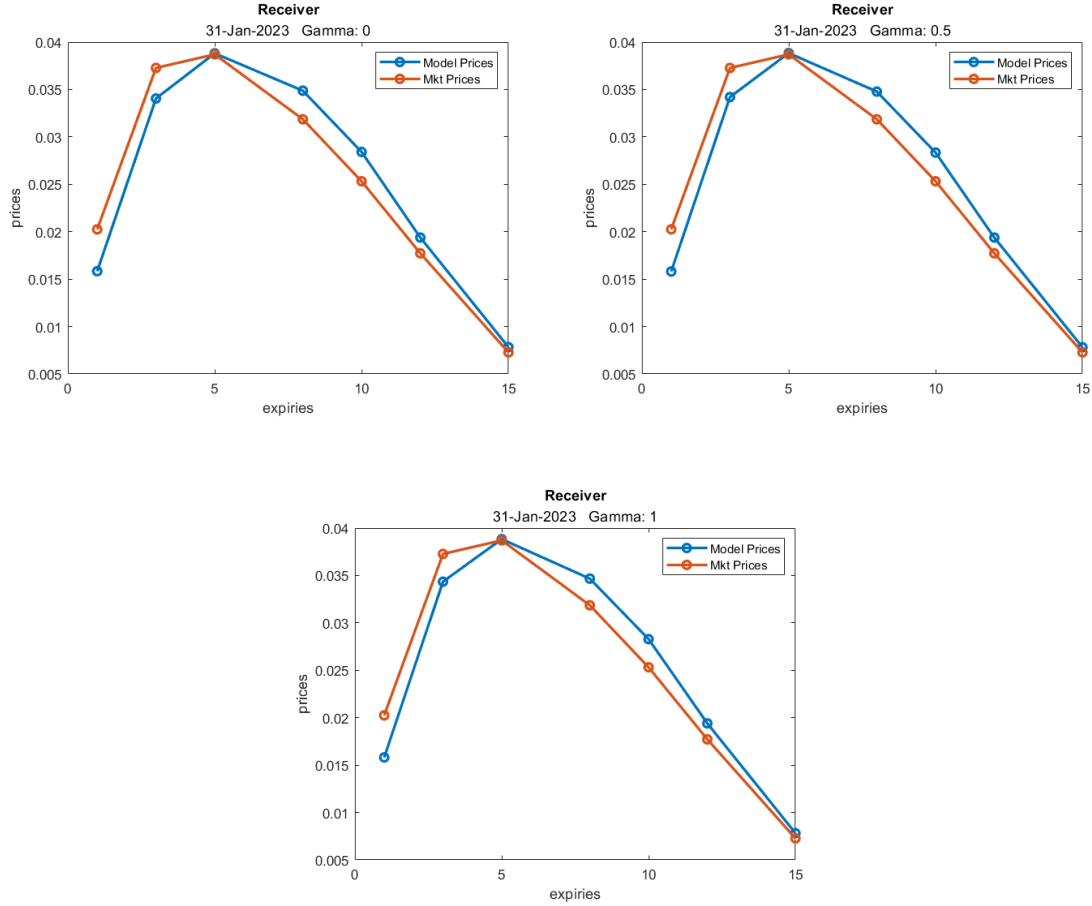 Receiver
31-Jan-2023 Gamma: 0
0.04
0.035
0.03
0.025
0.02
0.015
0.01
0.005
prices
0
5
10
15
expiries
Model Prices
Mkt Prices
Receiver
31-Jan-2023 Gamma: 0.5
0.04
0.035
0.03
0.025
0.02
0.015
0.01
0.005
prices
0
5
10
15
expiries
Model Prices
Mkt Prices
Receiver
31-Jan-2023 Gamma: 1
0.04
0.035
0.03
0.025
0.02
0.015
0.01
0.005
prices
0
5
10
15
expiries
Model Prices
Mkt Prices